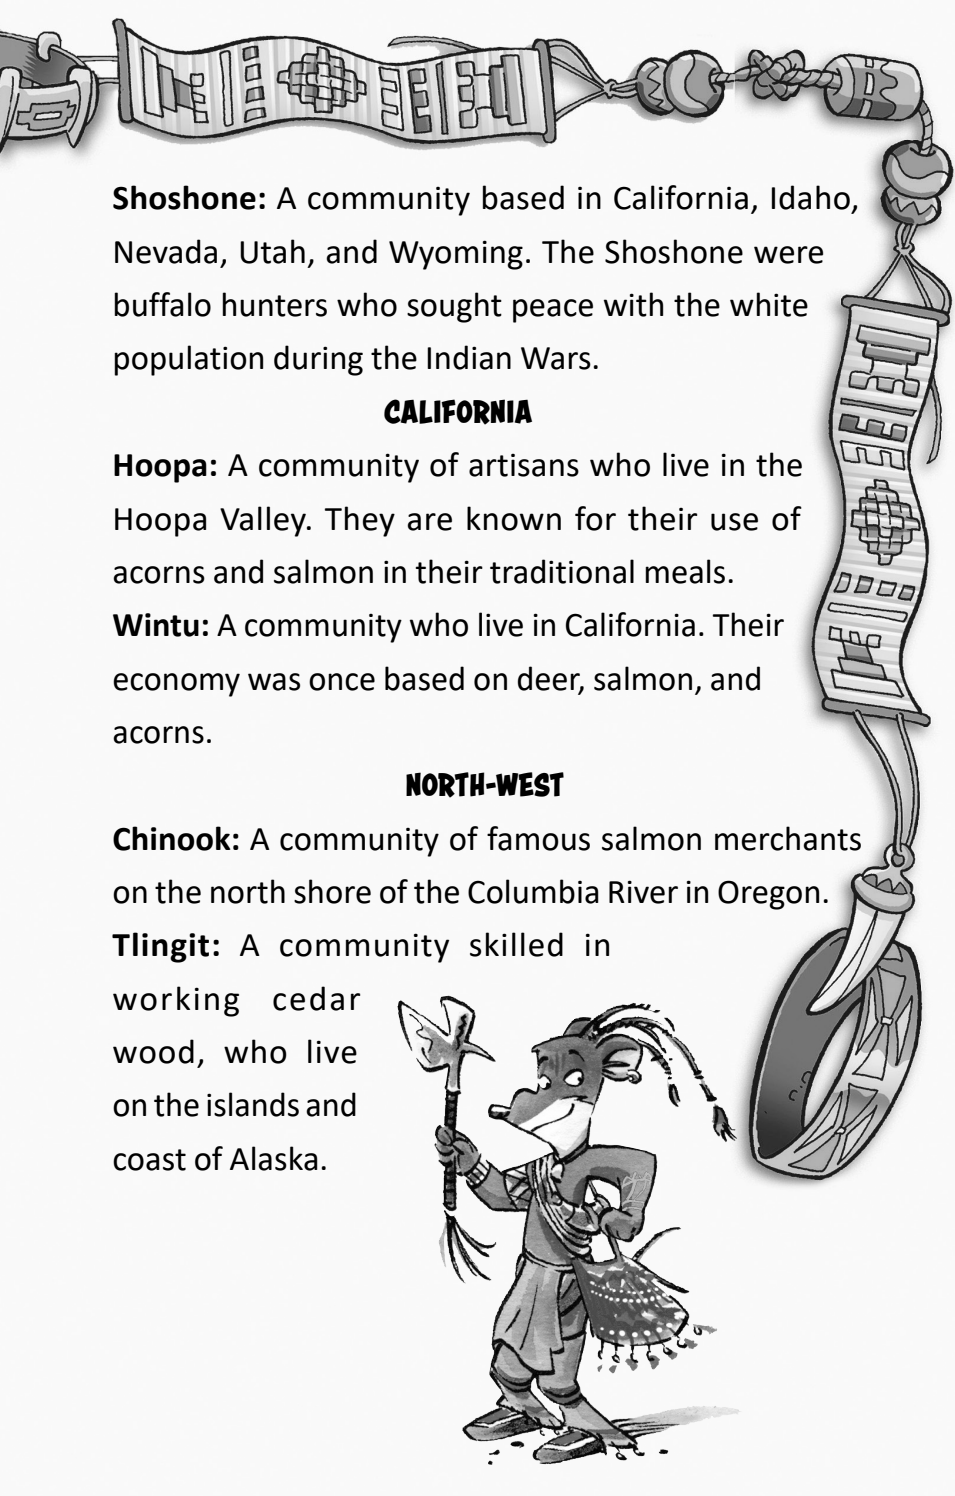 Shoshone: A community based in California, Idaho,
Nevada, Utah, and Wyoming. The Shoshone were
buffalo hunters who sought peace with the white
population during the Indian Wars.
CALIFORNIA
Hoopa: A community of artisans who live in the
Hoopa Valley. They are known for their use of
acorns and salmon in their traditional meals.
Wintu: A community who live in California. Their
economy was once based on deer, salmon, and
acorns.
NORTH-WEST
Chinook: A community of famous salmon merchants
on the north shore of the Columbia River in Oregon.
Tlingit: A community skilled in
working cedar
wood, who live
on the islands and
coast of Alaska.